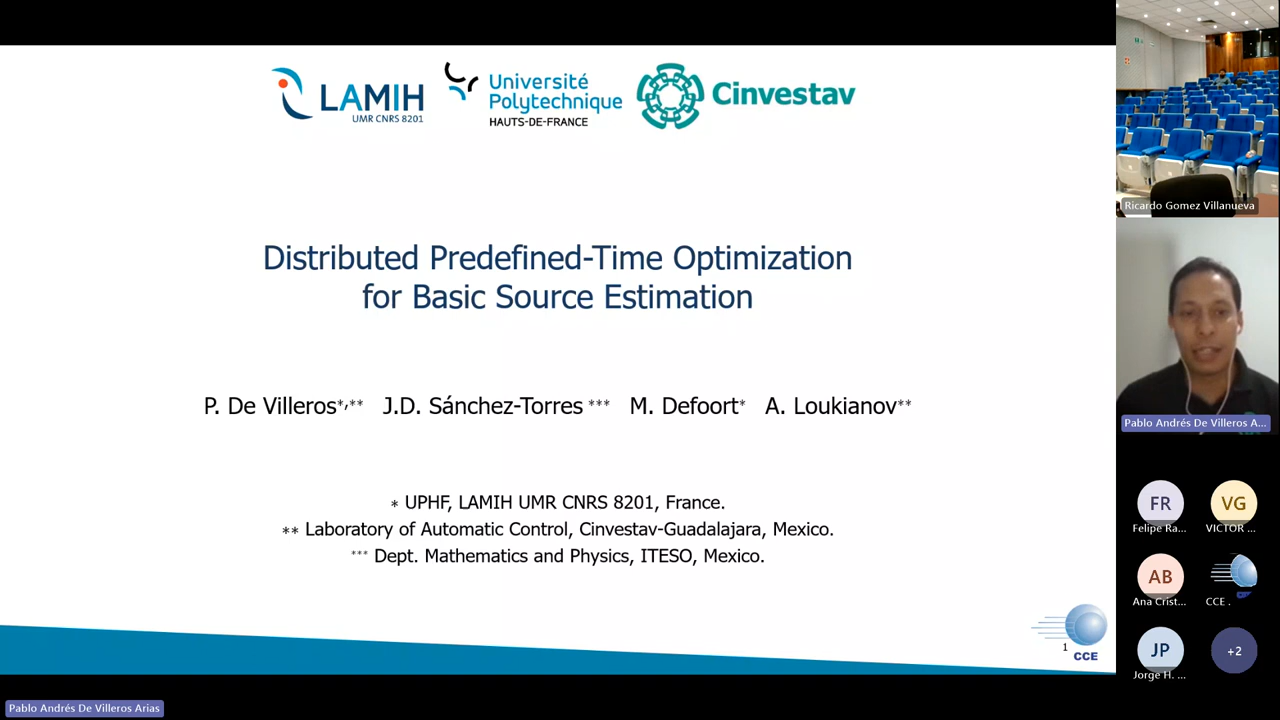 LAMIH
UMR CNRS 8201
Université
Polytechnique
HAUTS-DE-FRANCE
Cinvestav
Distributed Predefined-Time Optimization
for Basic Source Estimation
P. De Villeros*,** J.D. Sánchez-Torres *** M. Defoort* A. Loukianov**
* UPHF, LAMIH UMR CNRS 8201, France.
** Laboratory of Automatic Control, Cinvestav-Guadalajara, Mexico.
*** Dept. Mathematics and Physics, ITESO, Mexico.
1
CCE
Pablo Andrés De Villeros Arias
Ricardo Gomez Villanueva
Pablo Andrés De Villeros A...
FR
Felipe Ra...
VG
VICTOR ...
AB
Ana Crist...
CCE .
JP
Jorge H. ...
+2